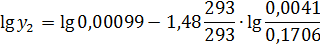 lg y₂ = lg 0,00099 − 1,48 293/293 · lg 0,0041/0,1706